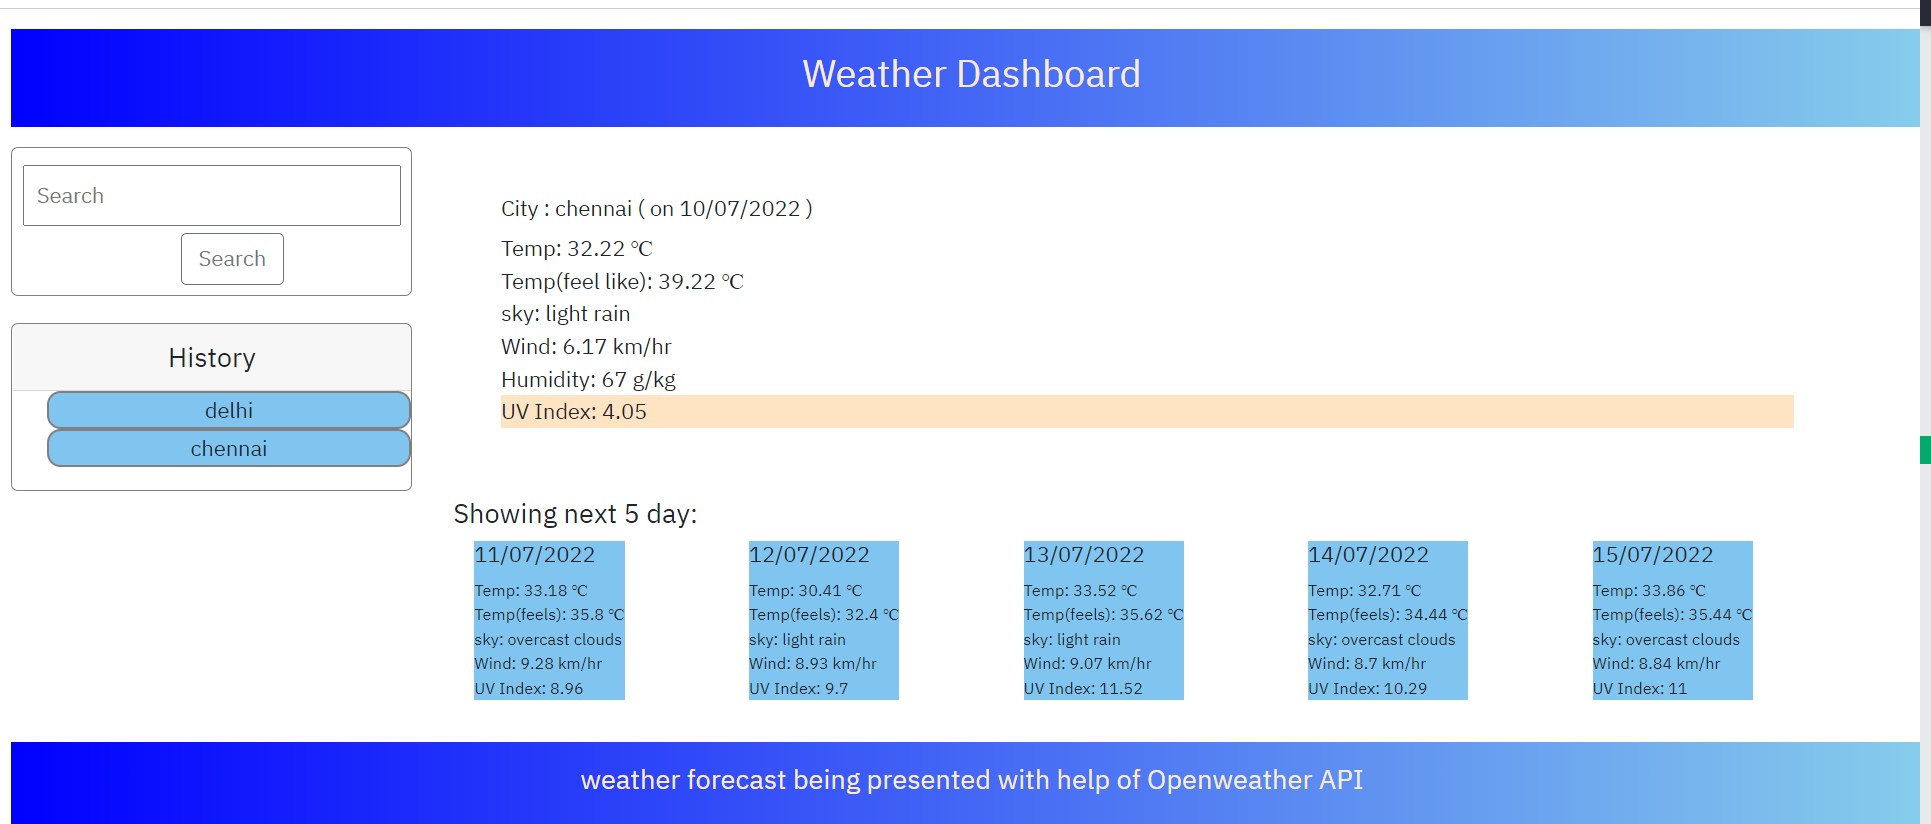 Weather Dashboard
Search
Search
History
delhi
chennai
City : chennai ( on 10/07/2022 )
Temp: 32.22 ℃
Temp(feel like): 39.22 ℃
sky: light rain
Wind: 6.17 km/hr
Humidity: 67 g/kg
UV Index: 4.05
Showing next 5 day:
11/07/2022
Temp: 33.18 ℃
Temp(feels): 35.8 ℃
sky: overcast clouds
Wind: 9.28 km/hr
UV Index: 8.96
12/07/2022
Temp: 30.41 ℃
Temp(feels): 32.4 ℃
sky: light rain
Wind: 8.93 km/hr
UV Index: 9.7
13/07/2022
Temp: 33.52 ℃
Temp(feels): 35.62 ℃
sky: light rain
Wind: 9.07 km/hr
UV Index: 11.52
14/07/2022
Temp: 32.71 ℃
Temp(feels): 34.44 ℃
sky: overcast clouds
Wind: 8.7 km/hr
UV Index: 10.29
15/07/2022
Temp: 33.86 ℃
Temp(feels): 35.44 ℃
sky: overcast clouds
Wind: 8.84 km/hr
UV Index: 11
weather forecast being presented with help of Openweather API